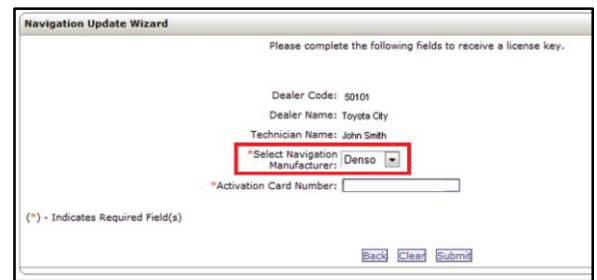 Navigation Update Wizard
Please complete the following fields to receive a license key.
Dealer Code: 50101
Dealer Name: Toyota City
Technician Name: John Smith
*Select Navigation
Manufacturer: Denso
*Activation Card Number:
(*) - Indicates Required Field(s)
Back Clear Submit